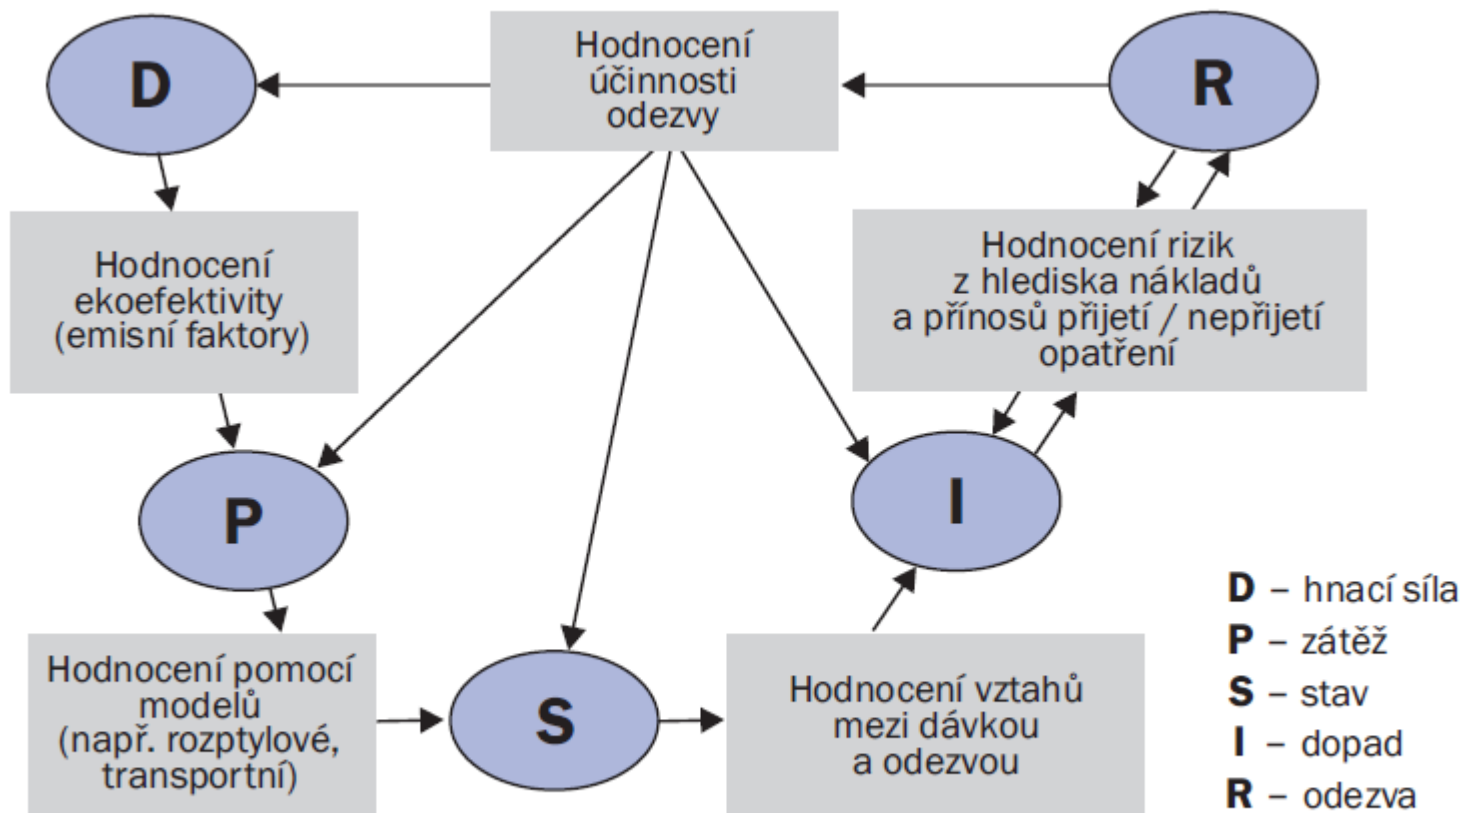 D
Hodnocení
účinnosti
odezvy
R
Hodnocení
ekoefektivity
(emisní faktory)
Hodnocení rizik
z hlediska nákladů
a přínosů přijetí / nepřijetí
opatření
P
I
Hodnocení pomocí
modelů
(např. rozptylové,
transportní)
S
Hodnocení vztahů
mezi dávkou
a odezvou
D – hnací síla
P – zátěž
S – stav
I – dopad
R – odezva